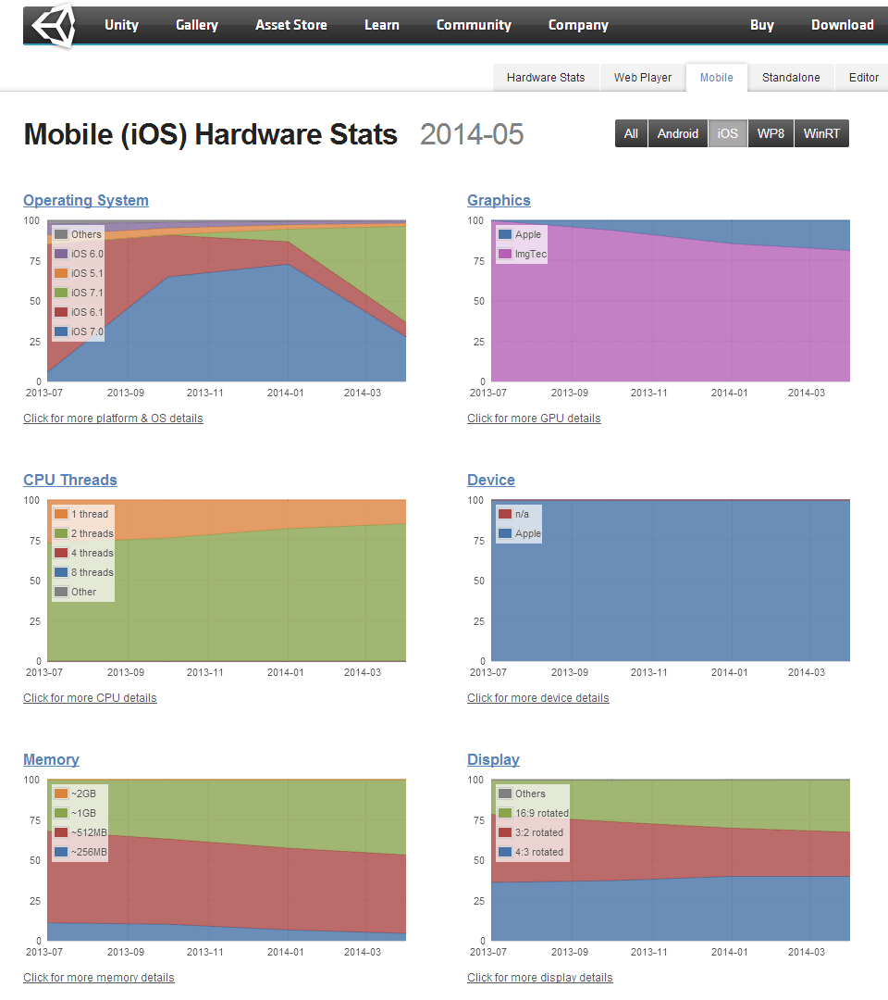 Unity Gallery Asset Store Learn Community Company Buy Download
Hardware Stats Web Player Mobile Standalone Editor
Mobile (iOS) Hardware Stats 2014-05
All Android iOS WP8 WinRT
Operating System
100
75
50
25
0
Others
iOS 6.0
iOS 5.1
iOS 7.1
iOS 6.1
iOS 7.0
2013-07 2013-09 2013-11 2014-01 2014-03
Click for more platform & OS details
Graphics
100
75
50
25
0
Apple
ImgTec
2013-07 2013-09 2013-11 2014-01 2014-03
Click for more GPU details
CPU Threads
100
75
50
25
0
1 thread
2 threads
4 threads
8 threads
Other
2013-07 2013-09 2013-11 2014-01 2014-03
Click for more CPU details
Device
100
75
50
25
0
n/a
Apple
2013-07 2013-09 2013-11 2014-01 2014-03
Click for more device details
Memory
100
75
50
25
0
~2GB
~1GB
~512MB
~256MB
2013-07 2013-09 2013-11 2014-01 2014-03
Click for more memory details
Display
100
75
50
25
0
Others
16:9 rotated
3:2 rotated
4:3 rotated
2013-07 2013-09 2013-11 2014-01 2014-03
Click for more display details